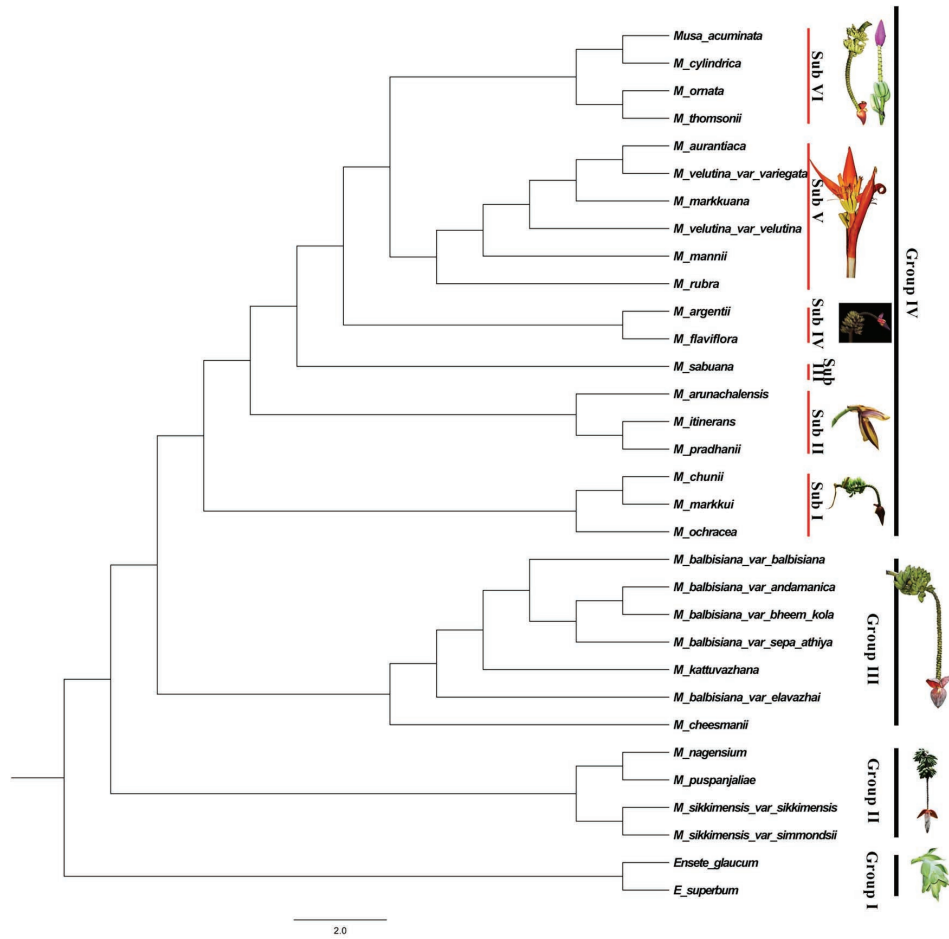 Musa_acuminata
M_cylindrica
M_ornata
M_thomsonii
Sub VI
M_aurantiaca
M_velutina_var_variegata
M_markkuana
M_velutina_var_velutina
M_mannii
M_rubra
Sub V
M_argentii
M_flaviflora
Sub IV
M_sabuana
Sub III
M_arunachalensis
M_itinerans
M_pradhanii
Sub II
M_chunii
M_markkui
M_ochracea
Sub I
Group IV
M_balbisiana_var_balbisiana
M_balbisiana_var_andamanica
M_balbisiana_var_bheem_kola
M_balbisiana_var_sepa_athiya
M_kattuvazhana
M_balbisiana_var_elavazhai
M_cheesmanii
Group III
M_nagensium
M_puspanjaliae
M_sikkimensis_var_sikkimensis
M_sikkimensis_var_simmondsii
Group II
Ensete_glaucum
E_superbum
Group I
2.0